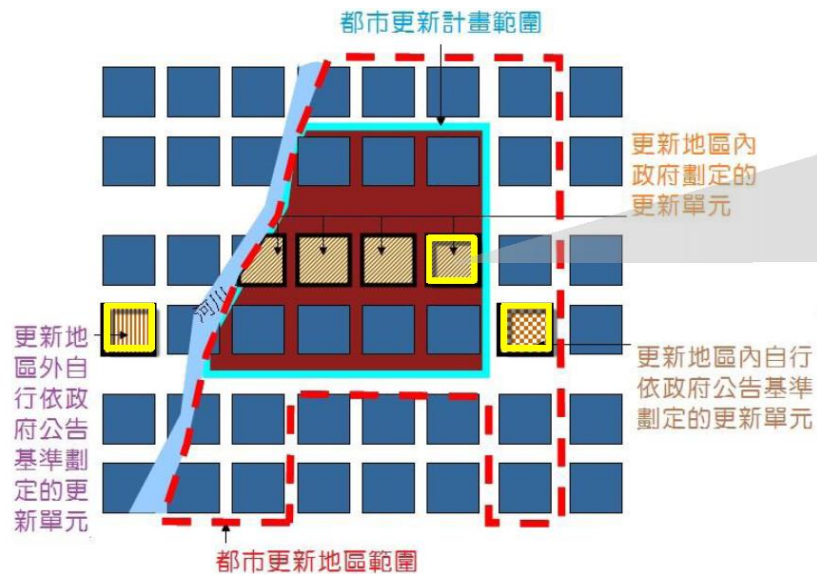 都市更新計畫範圍
更新地區內
政府劃定的
更新單元
河川
更新地
區外自
行依政
府公告
基準劃
定的更
新單元
更新地區內自行
依政府公告基準
劃定的更新單元
都市更新地區範圍